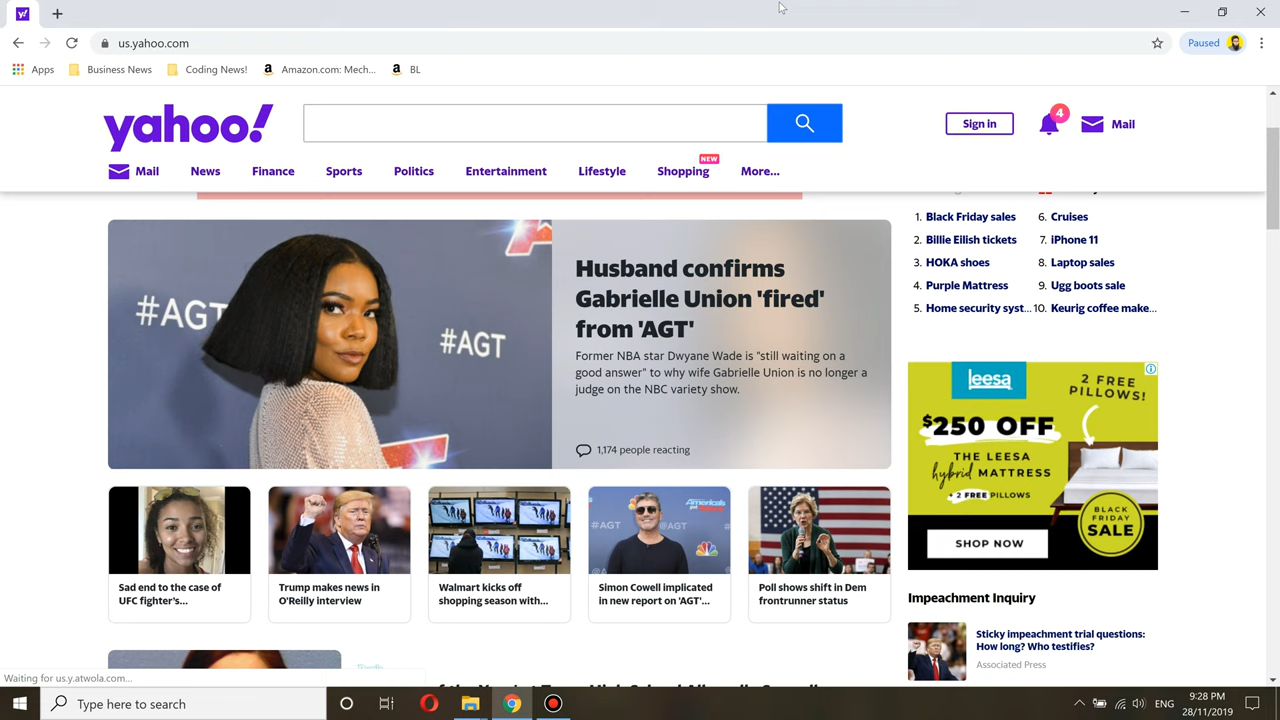 us.yahoo.com
Paused
Apps
Business News
Coding News!
Amazon.com: Mech...
BL
yahoo!
Sign in
4
Mail
Mail
News
Finance
Sports
Politics
Entertainment
Lifestyle
Shopping
NEW
More...
#AGT
#AGT
Husband confirms
Gabrielle Union 'fired'
from 'AGT'
Former NBA star Dwyane Wade is "still waiting on a
good answer" to why wife Gabrielle Union is no longer a
judge on the NBC variety show.
1,174 people reacting
1. Black Friday sales
2. Billie Eilish tickets
3. HOKA shoes
4. Purple Mattress
5. Home security syst...
6. Cruises
7. iPhone 11
8. Laptop sales
9. Ugg boots sale
10. Keurig coffee make...
leesa
2 FREE
PILLOWS!
$250 OFF
THE LEESA
hybrid MATTRESS
+ 2 FREE PILLOWS
BLACK
FRIDAY
SALE
SHOP NOW
Sad end to the case of
UFC fighter's...
Trump makes news in
O'Reilly interview
Walmart kicks off
shopping season with...
#AGT
@AGT
Simon Cowell implicated
in new report on 'AGT'...
Poll shows shift in Dem
frontrunner status
Impeachment Inquiry
Sticky impeachment trial questions:
How long? Who testifies?
Associated Press
Waiting for us.y.atwola.com...
Type here to search
ENG
9:28 PM
28/11/2019